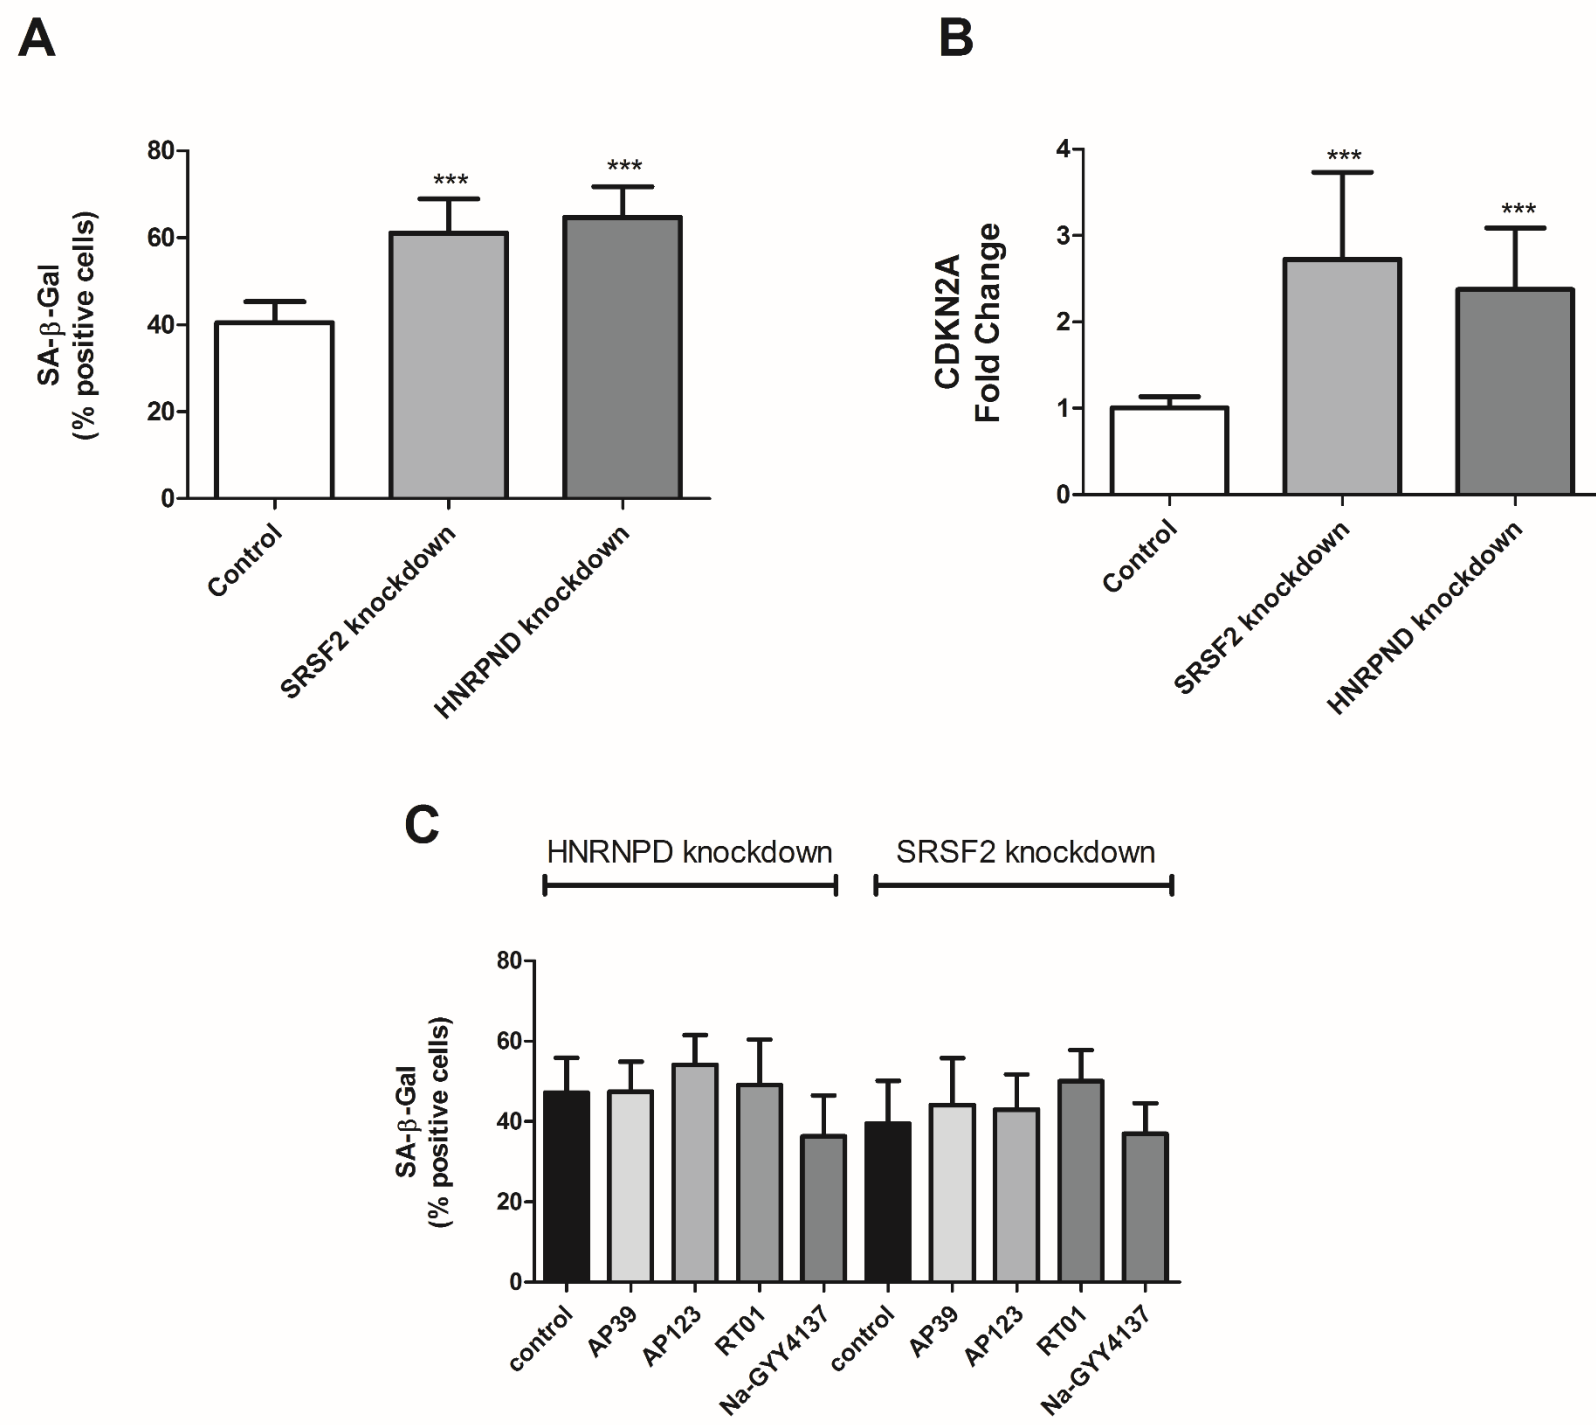 A
SA-β-Gal
(% positive cells)
80
60
40
20
0
***
***
Control
SRSF2 knockdown
HNRPND knockdown
B
CDKN2A
Fold Change
4
3
2
1
0
***
***
Control
SRSF2 knockdown
HNRPND knockdown
C
HNRNPD knockdown
SRSF2 knockdown
SA-β-Gal
(% positive cells)
80
60
40
20
0
control
AP39
AP123
RT01
Na-GYY4137
control
AP39
AP123
RT01
Na-GYY4137